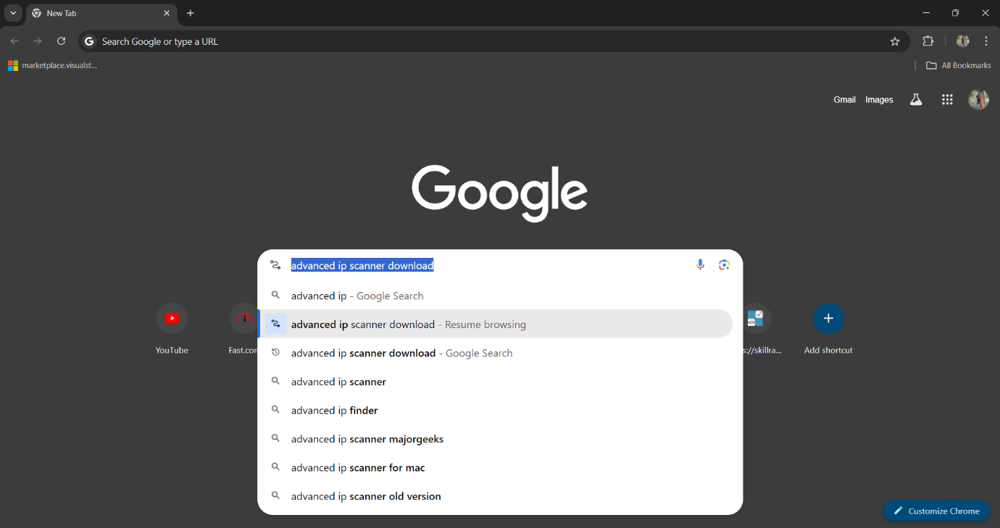 New Tab
Search Google or type a URL
marketplace.visualst...
All Bookmarks
Gmail Images
Google
advanced ip scanner download
advanced ip - Google Search
advanced ip scanner download - Resume browsing
advanced ip scanner download - Google Search
advanced ip scanner
advanced ip finder
advanced ip scanner majorgeeks
advanced ip scanner for mac
advanced ip scanner old version
YouTube
Fast.com
s://skillra...
Add shortcut
Customize Chrome